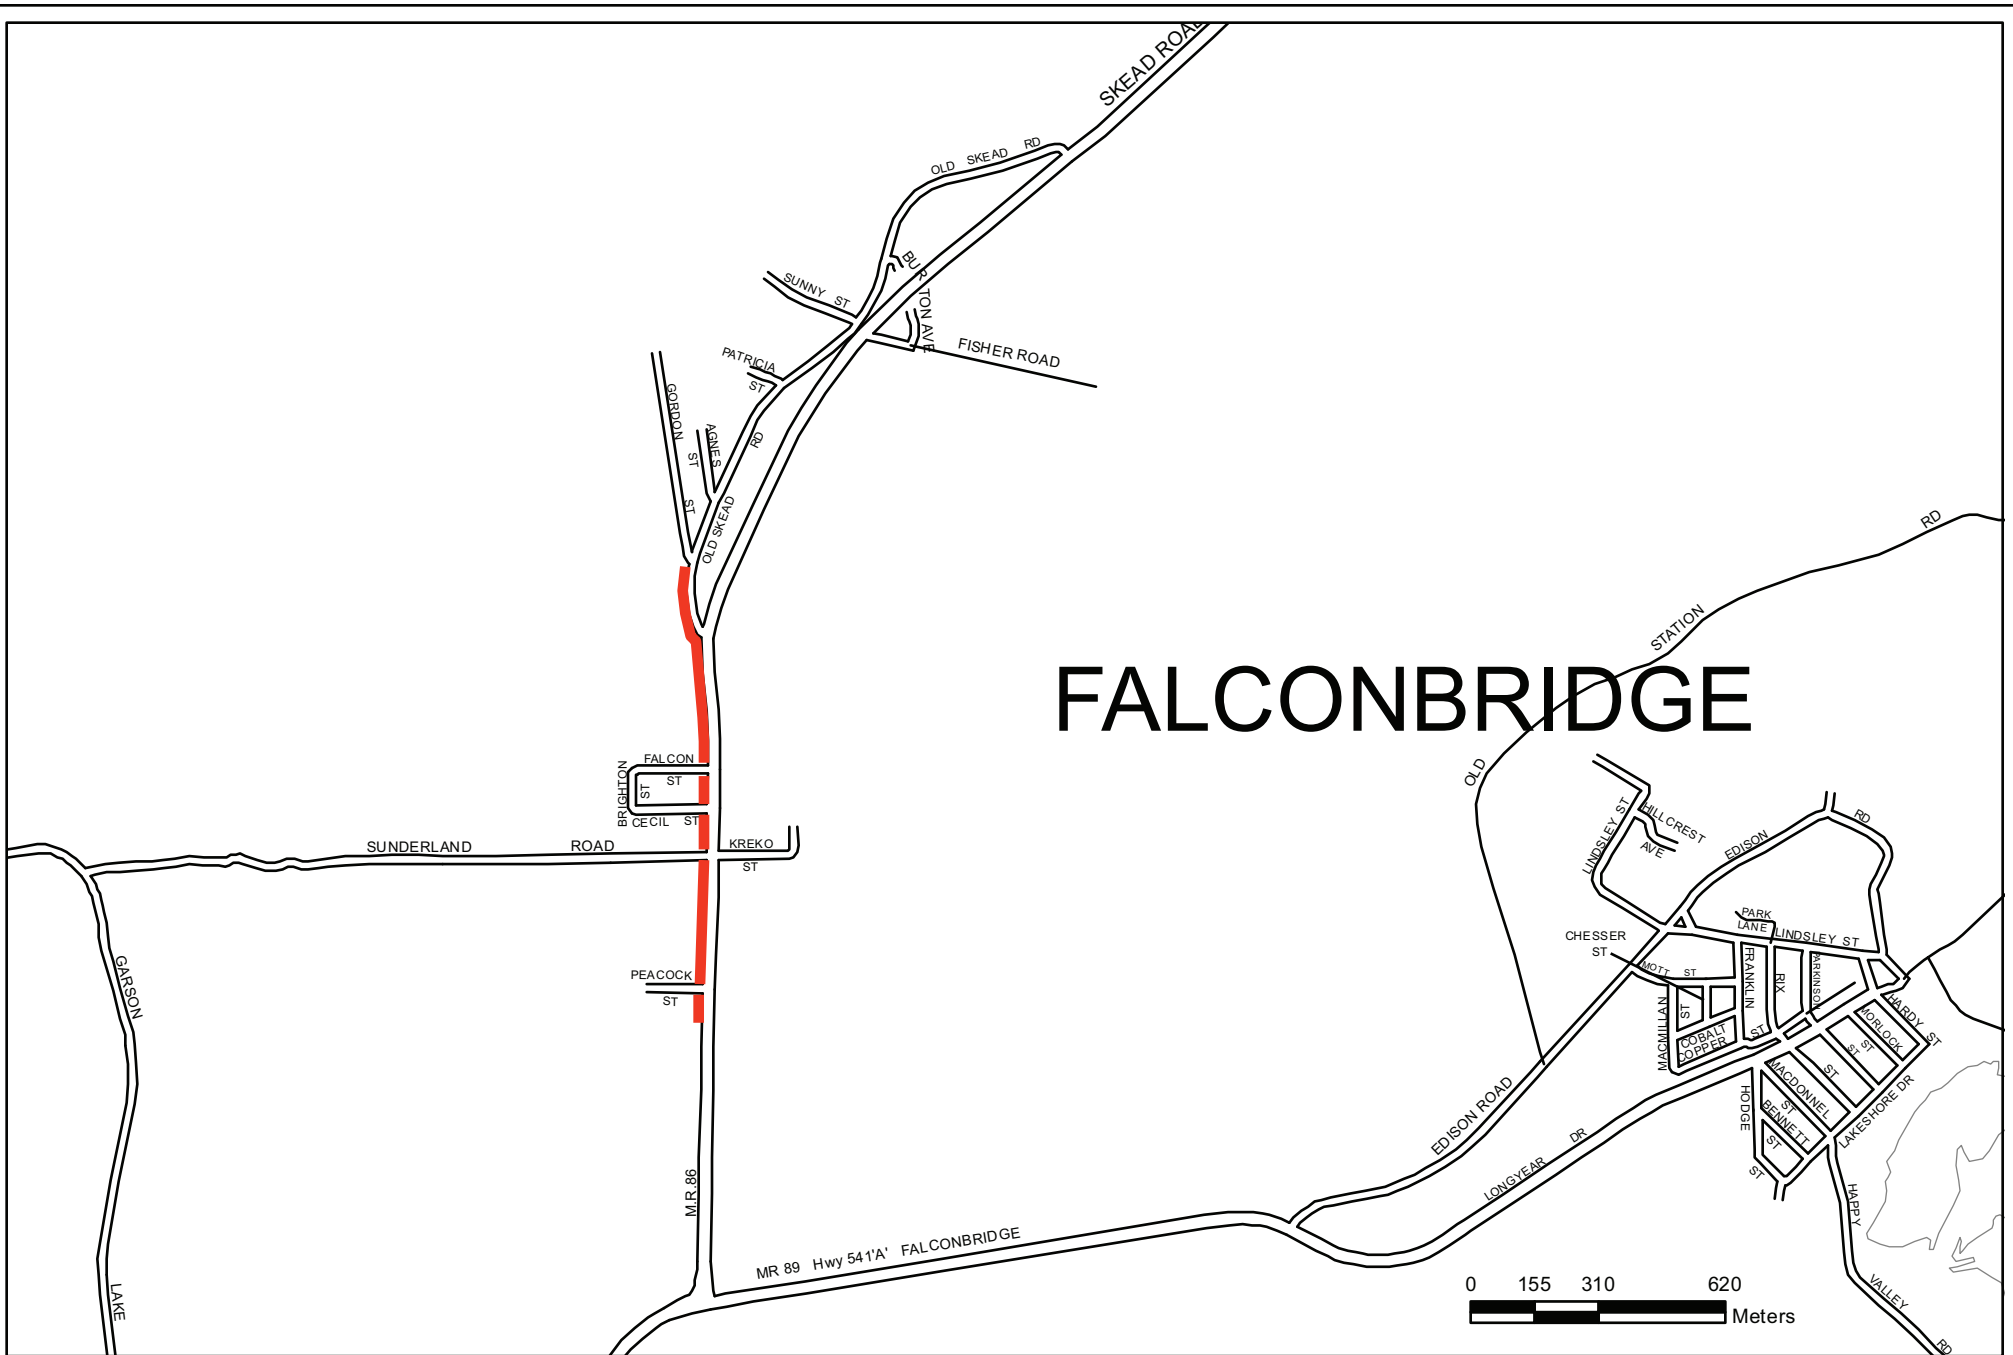 SKEAD ROAD
OLD SKEAD RD
BURTON AVE
SUNNY ST
FISHER ROAD
PATRICIA
ST
GORDON
ST
AGNES
ST
OLD SKEAD RD
OLD STATION RD
FALCONBRIDGE
FALCON
ST
BRIGHTON
ST
CECIL ST
SUNDERLAND ROAD
KREKO
ST
PEACOCK
ST
GARSON
LAKE
M.R.86
MR 89 Hwy 541'A' FALCONBRIDGE
EDISON ROAD
LONGYEAR DR
LINDSLEY ST
HILLCREST
AVE
EDISON RD
PARK
LANE
LINDSLEY ST
CHESSER
ST
MOTT ST
FRANKLIN
ST
RIX
PARKINSON
MACMILLAN
ST
COBALT
COPPER
HARDY ST
MORLOCK
ST
ST
ST
MACDONNEL
ST
BENNETT
ST
HODGE
ST
LAKESHORE DR
HAPPY
VALLEY
RD
0 155 310 620
Meters